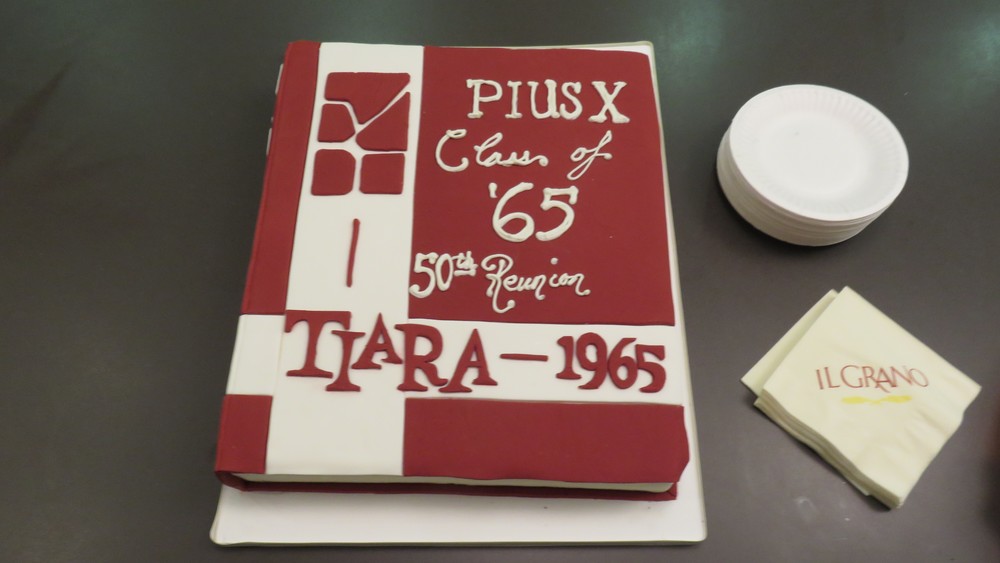 PIUS X
Class of
'65
50th Reunion
TIARA — 1965
IL GRANO